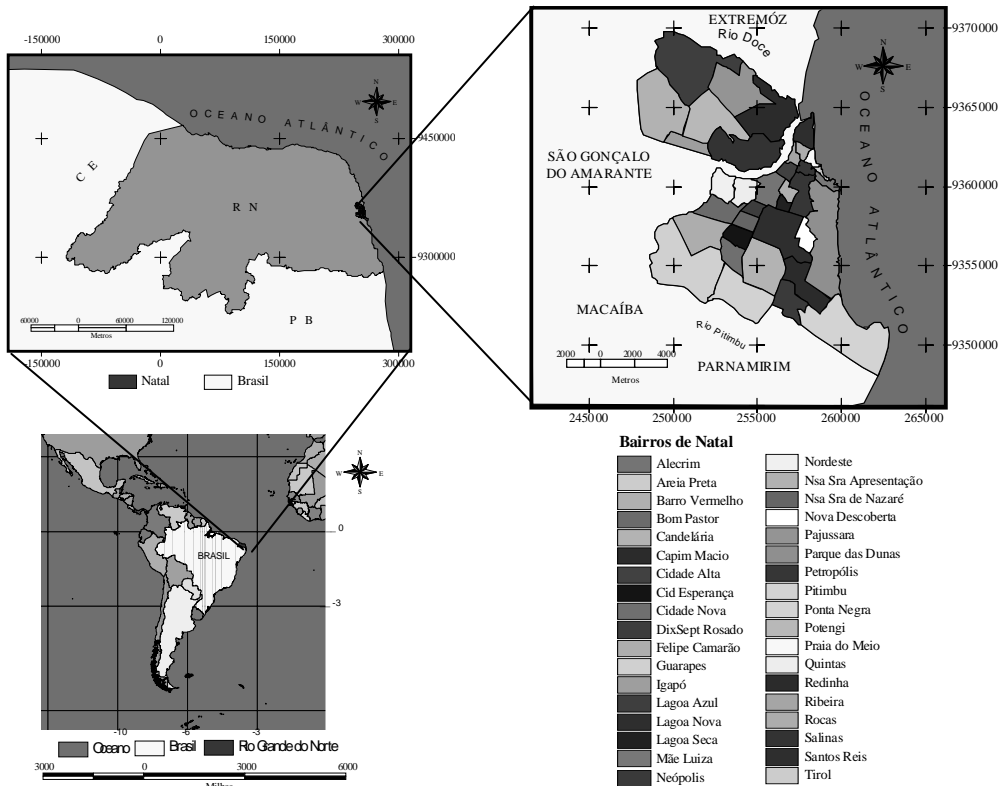 -150000 0 150000 300000
N
W E
S
OCEANO ATLÂNTICO
9450000
CE
RN
9300000
PB
60000 0 60000 120000
Metros
-150000 0 150000 300000
Natal Brasil
EXTREMÓZ
Rio Doce
9370000
N
W E
S
9365000
OCEANO ATLÂNTICO
SÃO GONÇALO
DO AMARANTE
9360000
9355000
MACAÍBA
Rio Pitimbu
9350000
2000 0 2000 4000
Metros
PARNAMIRIM
245000 250000 255000 260000 265000
N
W E
S
0
BRASIL
-3
-10 -6 -3
Oceano Brasil Rio Grande do Norte
3000 0 3000 6000
Milhas
Bairros de Natal
Alecrim
Areia Preta
Barro Vermelho
Bom Pastor
Candelária
Capim Macio
Cidade Alta
Cid Esperança
Cidade Nova
DixSept Rosado
Felipe Camarão
Guarapes
Igapó
Lagoa Azul
Lagoa Nova
Lagoa Seca
Mãe Luiza
Neópolis
Nordeste
Nsa Sra Apresentação
Nsa Sra de Nazaré
Nova Descoberta
Pajussara
Parque das Dunas
Petropólis
Pitimbu
Ponta Negra
Potengi
Praia do Meio
Quintas
Redinha
Ribeira
Rocas
Salinas
Santos Reis
Tirol